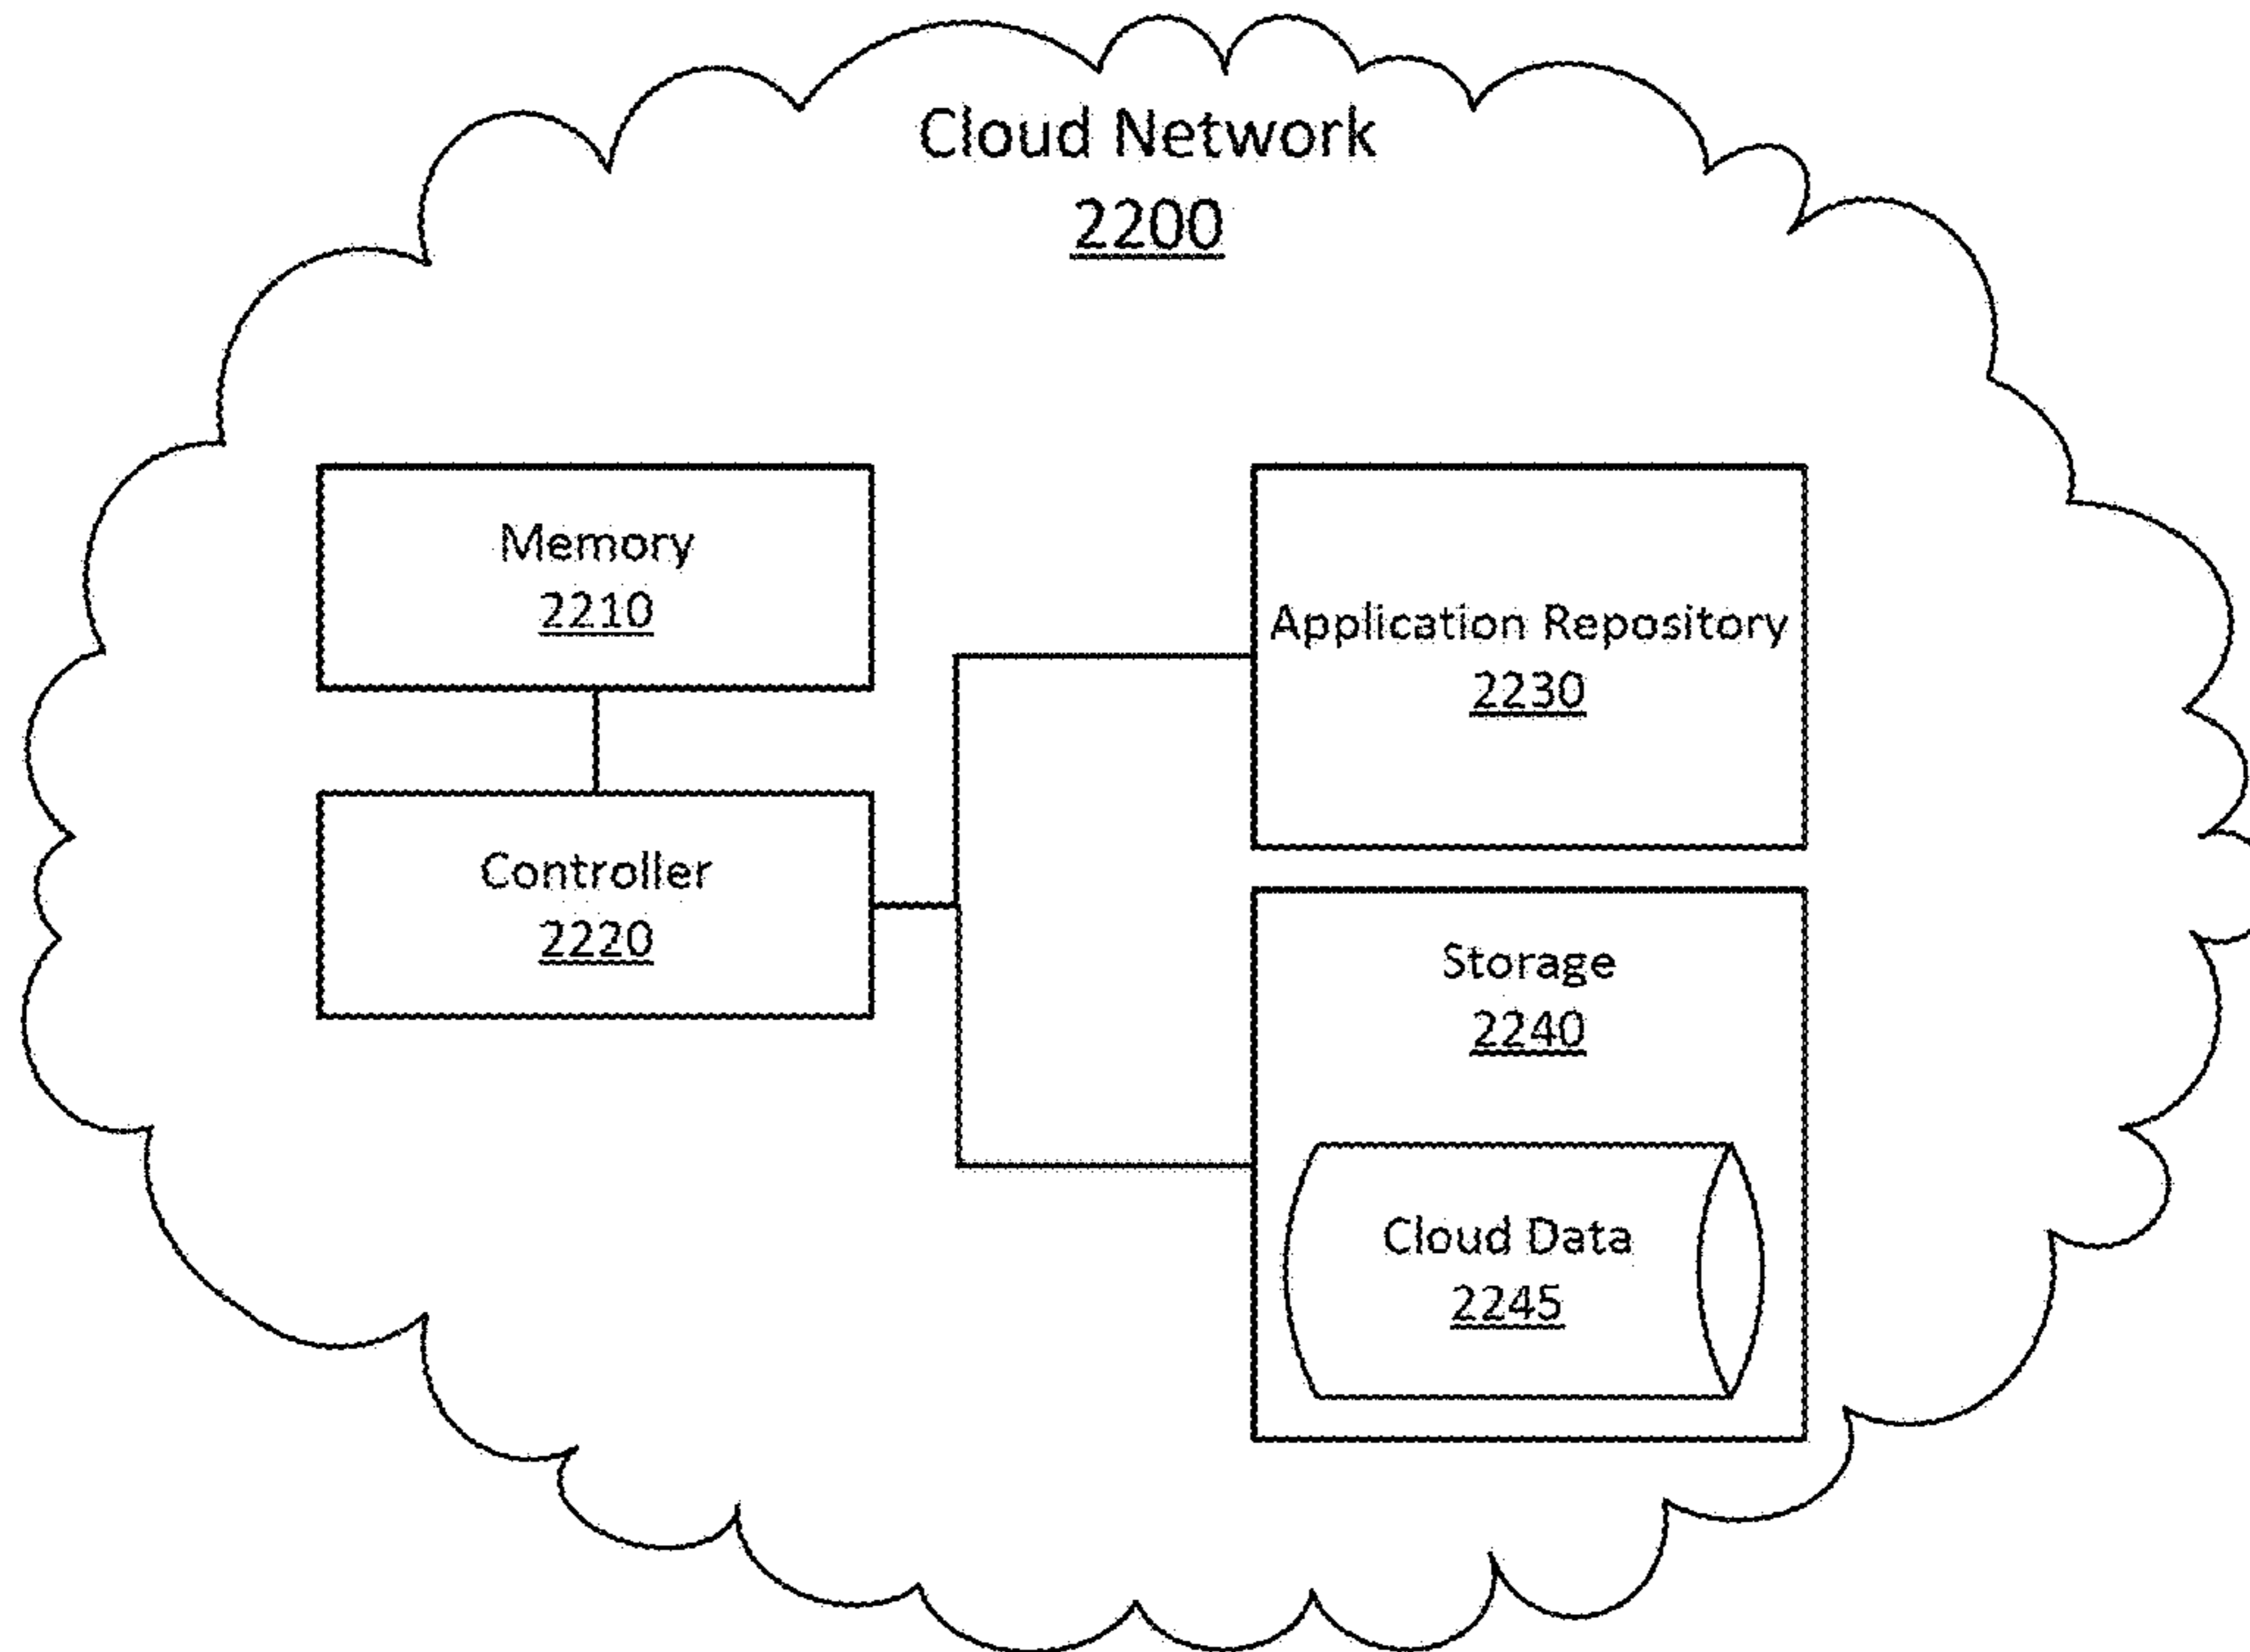 Cloud Network
2200
Memory
2210
Controller
2220
Application Repository
2230
Storage
2240
Cloud Data
2245